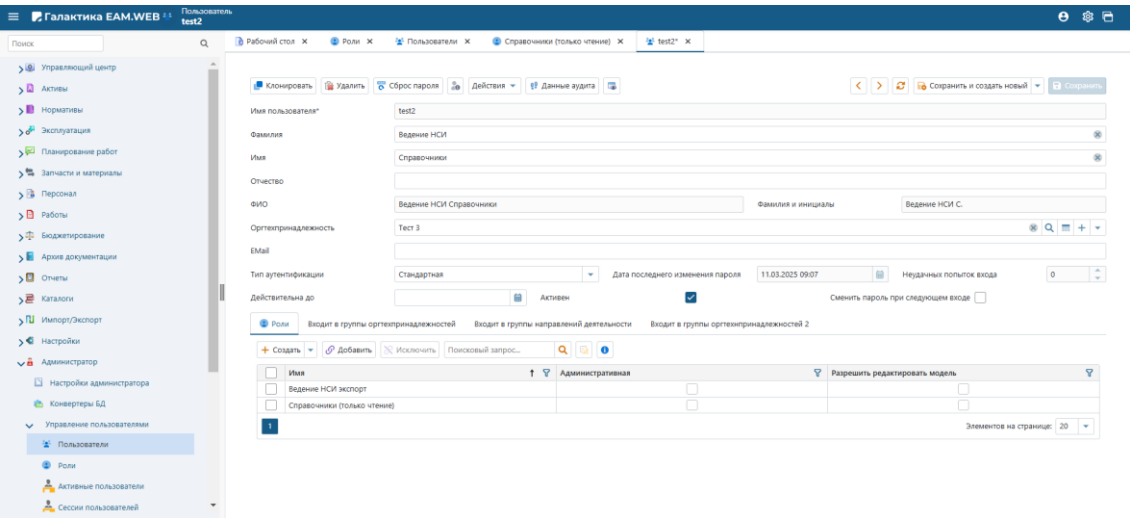 Галактика EAM.WEB
Пользователь
test2
Поиск
Управляющий центр
Активы
Нормативы
Эксплуатация
Планирование работ
Запчасти и материалы
Персонал
Работы
Бюджетирование
Архив документации
Отчеты
Каталоги
Импорт/Экспорт
Настройки
Администратор
Настройки администратора
Конвертеры БД
Управление пользователями
Пользователи
Роли
Активные пользователи
Сессии пользователей
Рабочий стол Роли Пользователи Справочники (только чтение) test2*
Клонировать Удалить Сброс пароля Действия Данные аудита Сохранить и создать новый Сохранить
Имя пользователя* test2
Фамилия Ведение НСИ
Имя Справочники
Отчество
ФИО Ведение НСИ Справочники Фамилия и инициалы Ведение НСИ С.
Оргтехпринадлежность Тест 3
EMail
Тип аутентификации Стандартная Дата последнего изменения пароля 11.03.2025 09:07 Неудачных попыток входа 0
Действительна до Активен Сменить пароль при следующем входе
Роли Входит в группы оргтехпринадлежностей Входит в группы направлений деятельности Входит в группы оргтехпринадлежностей 2
Создать Добавить Исключить Поисковый запрос...
Имя Административная Разрешить редактировать модель
Ведение НСИ экспорт
Справочники (только чтение)
1 Элементов на странице: 20